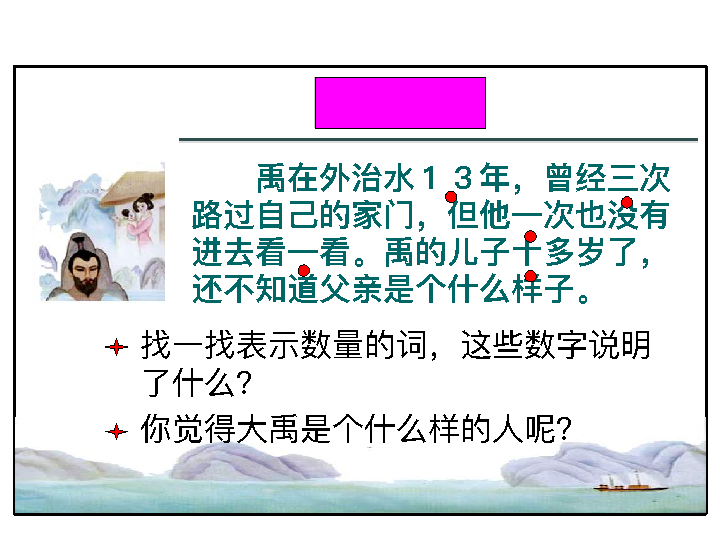 禹在外治水１３年，曾经三次
路过自己的家门，但他一次也没有
进去看一看。禹的儿子十多岁了，
还不知道父亲是个什么样子。
找一找表示数量的词，这些数字说明
了什么？
你觉得大禹是个什么样的人呢？